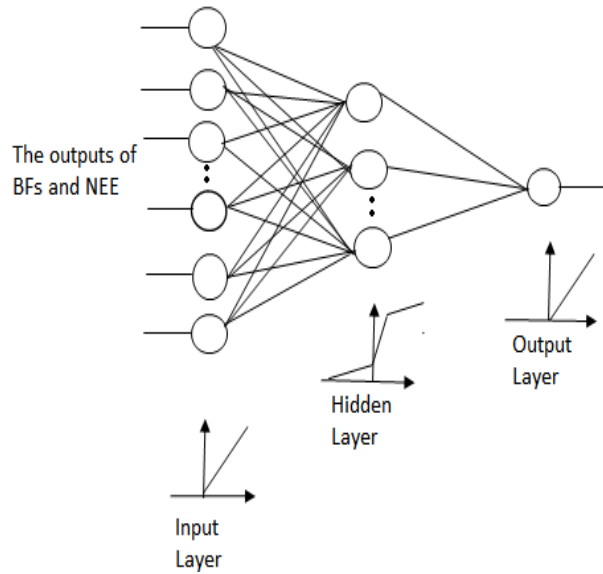 The outputs of
BFs and NEE
Output
Layer
Hidden
Layer
Input
Layer